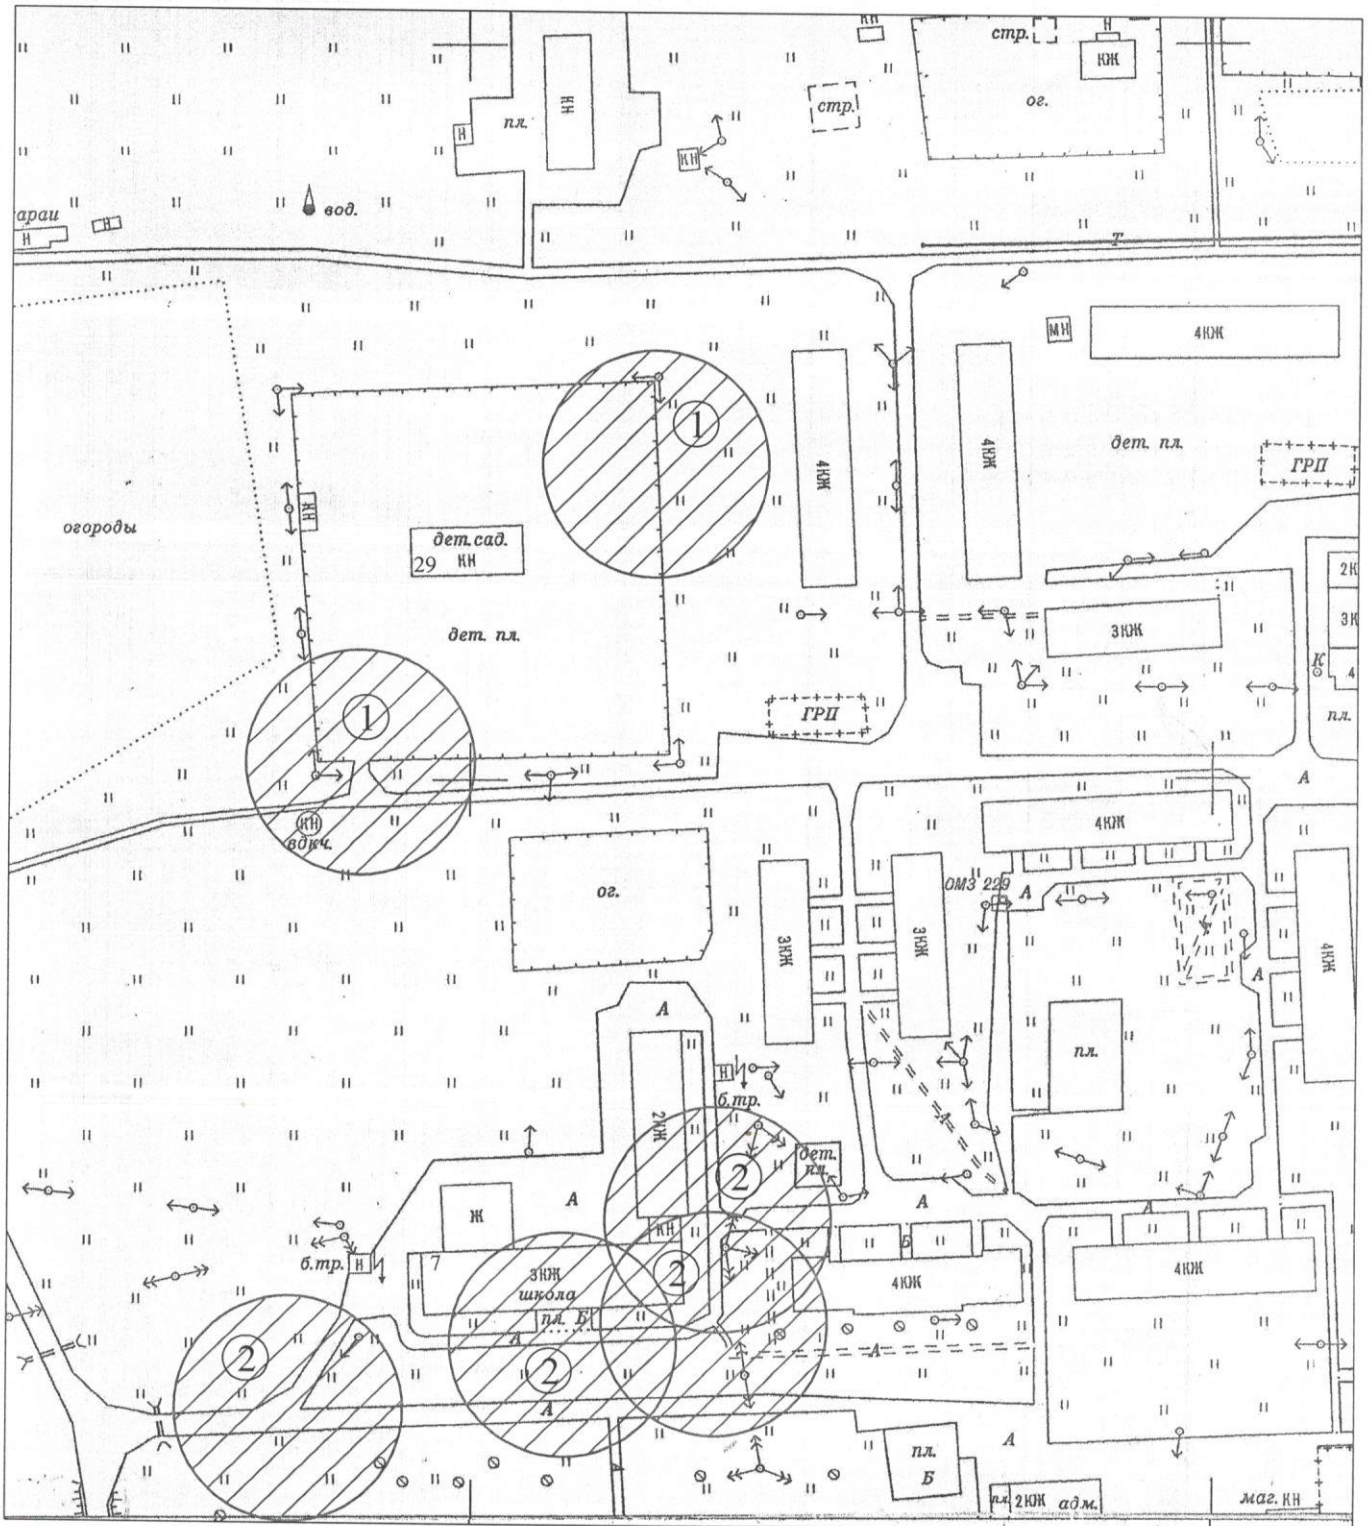 КН
стр.
Н
КЖ
ог.
стр.
пл.
КН
Н
КН
вод.
араи
Н
Н
Т
МН
4КЖ
1
4КЖ
4КЖ
дет. пл.
ГРП
огороды
КН
дет.сад.
29 КН
2К
3КЖ
3К
дет. пл.
К
4
1
ГРП
пл.
А
КН
вдкч.
4КЖ
ог.
ОМЗ 229
А
3КЖ
3КЖ
4КЖ
А
А
2КЖ
пл.
Н
б.тр.
дет.
пл.
2
Ж
А
А
А
КН
Б
б.тр.
Н
7
3КЖ
школа
2
4КЖ
4КЖ
пл. Б
А
А
2
2
А
А
пл.
Б
А
пл.
2КЖ
адм.
маг. КН